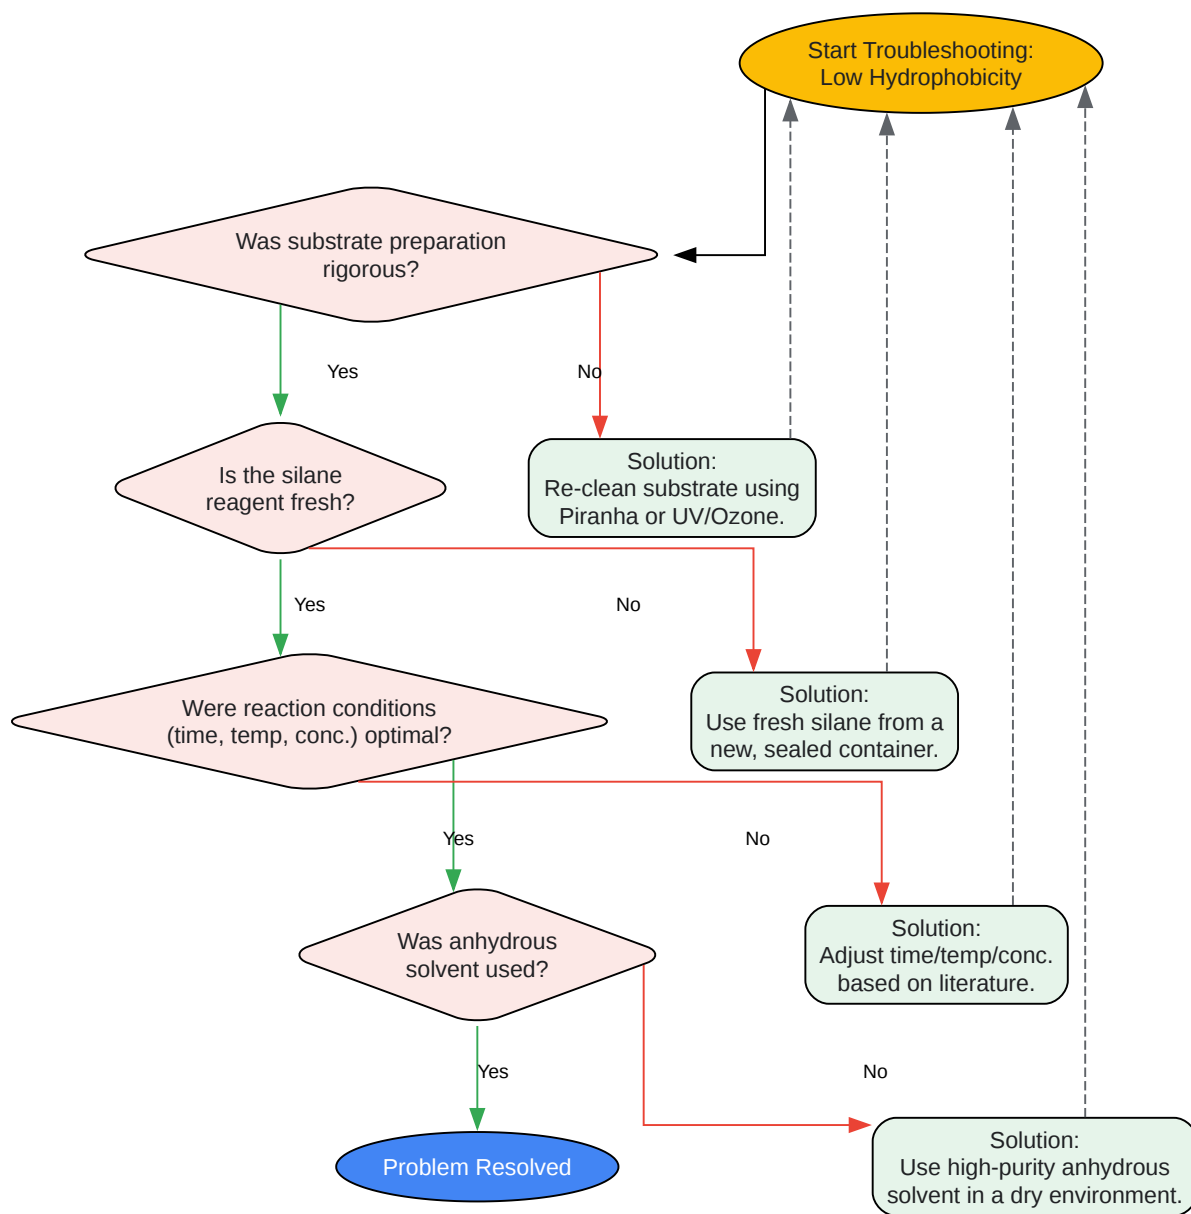 Start Troubleshooting:
Low Hydrophobicity
Was substrate preparation
rigorous?
Yes
No
Is the silane
reagent fresh?
Solution:
Re-clean substrate using
Piranha or UV/Ozone.
Yes
No
Were reaction conditions
(time, temp, conc.) optimal?
Solution:
Use fresh silane from a
new, sealed container.
Yes
No
Was anhydrous
solvent used?
Solution:
Adjust time/temp/conc.
based on literature.
Yes
No
Problem Resolved
Solution:
Use high-purity anhydrous
solvent in a dry environment.